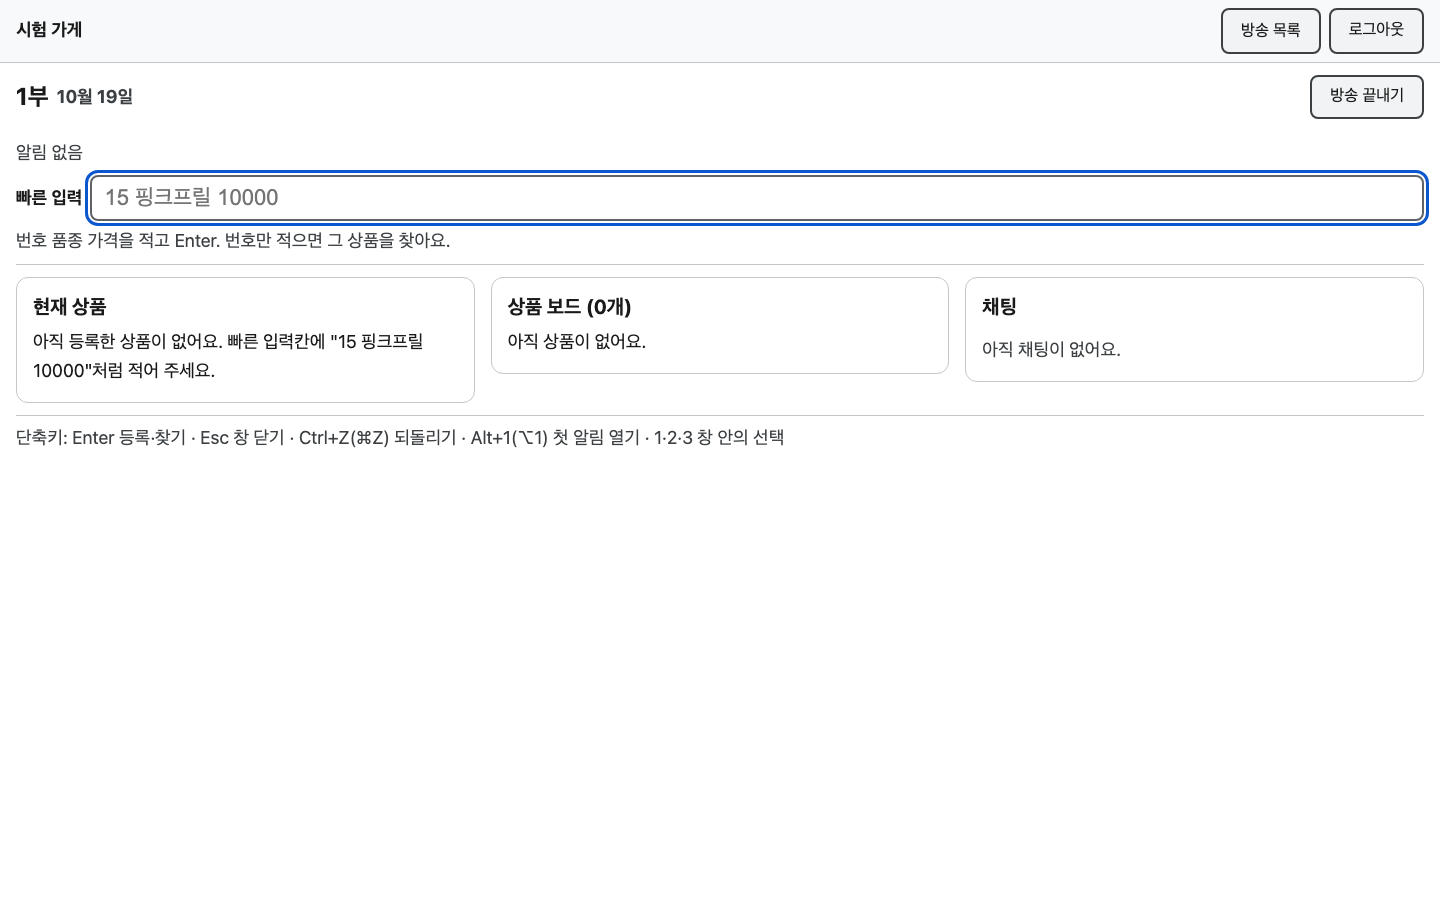 시험 가게
방송 목록
로그아웃
1부 10월 19일
방송 끝내기
알림 없음
빠른 입력
15 핑크프릴 10000
번호 품종 가격을 적고 Enter. 번호만 적으면 그 상품을 찾아요.
현재 상품
아직 등록한 상품이 없어요. 빠른 입력칸에 "15 핑크프릴
10000"처럼 적어 주세요.
상품 보드 (0개)
아직 상품이 없어요.
채팅
아직 채팅이 없어요.
단축키: Enter 등록·찾기 · Esc 창 닫기 · Ctrl+Z(⌘Z) 되돌리기 · Alt+1(⌥1) 첫 알림 열기 · 1·2·3 창 안의 선택